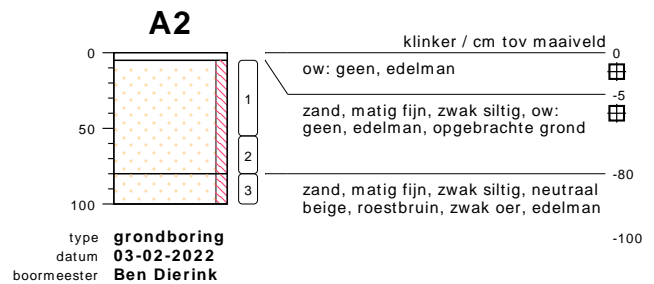 A2
klinker / cm tov maaiveld
0
0
ow: geen, edelman
-5
1
zand, matig fijn, zwak siltig, ow:
geen, edelman, opgebrachte grond
50
2
-80
3
zand, matig fijn, zwak siltig, neutraal
beige, roestbruin, zwak oer, edelman
100
-100
type grondboring
datum 03-02-2022
boormeester Ben Dierink